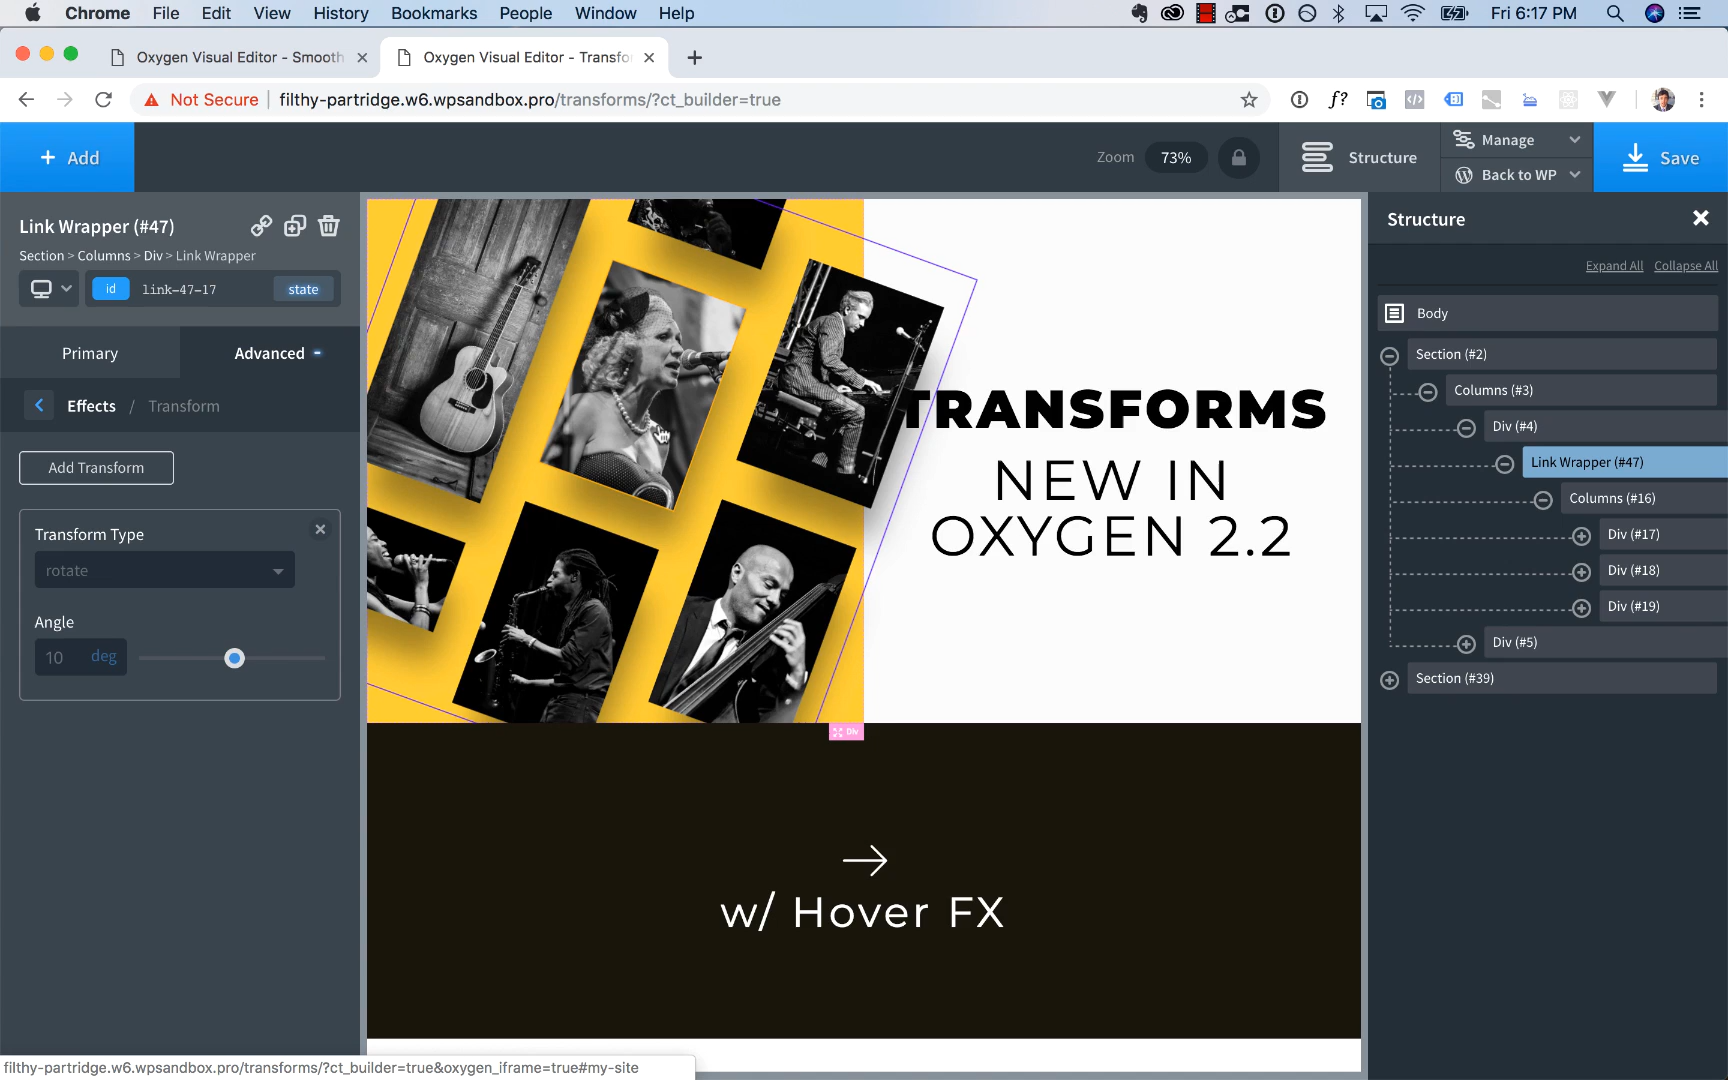 Chrome File Edit View History Bookmarks People Window Help
Fri 6:17 PM
Oxygen Visual Editor - Smooth
Oxygen Visual Editor - Transfor
Not Secure | filthy-partridge.w6.wpsandbox.pro/transforms/?ct_builder=true
f?
+ Add
Zoom 73%
Structure
Manage
Back to WP
Save
Link Wrapper (#47)
Section > Columns > Div > Link Wrapper
id link-47-17 state
Primary
Advanced
Effects / Transform
Add Transform
Transform Type
rotate
Angle
10 deg
TRANSFORMS
NEW IN
OXYGEN 2.2
Div
w/ Hover FX
Structure
Expand All Collapse All
Body
Section (#2)
Columns (#3)
Div (#4)
Link Wrapper (#47)
Columns (#16)
Div (#17)
Div (#18)
Div (#19)
Div (#5)
Section (#39)
filthy-partridge.w6.wpsandbox.pro/transforms/?ct_builder=true&oxygen_iframe=true#my-site